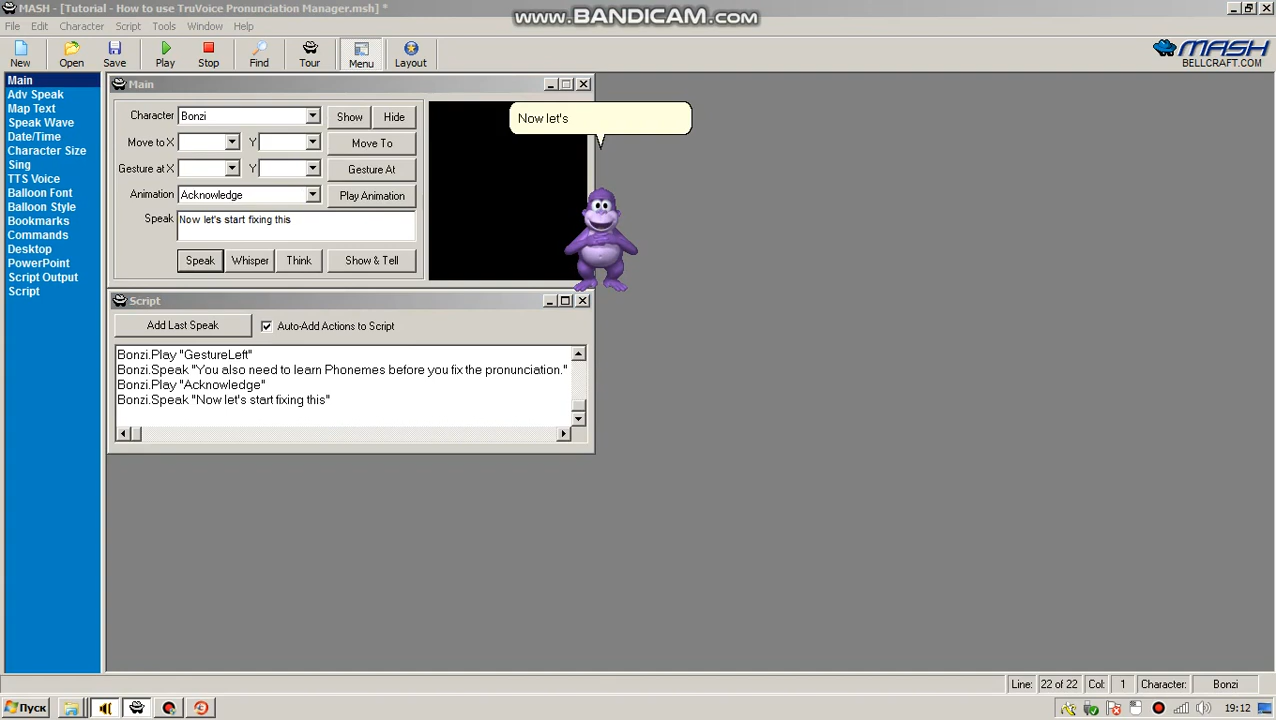 MASH - [Tutorial - How to use TruVoice Pronunciation Manager.msh] *
www.BANDICAM.com
File Edit Character Script Tools Window Help
New Open Save Play Stop Find Tour Menu Layout
MASH
BELLCRAFT.COM
Main
Adv Speak
Map Text
Speak Wave
Date/Time
Character Size
Sing
TTS Voice
Balloon Font
Balloon Style
Bookmarks
Commands
Desktop
PowerPoint
Script Output
Script
Main
Character Bonzi Show Hide
Move to X Y Move To
Gesture at X Y Gesture At
Animation Acknowledge Play Animation
Speak Now let's start fixing this
Speak Whisper Think Show & Tell
Now let's
Script
Add Last Speak Auto-Add Actions to Script
Bonzi.Play "GestureLeft"
Bonzi.Speak "You also need to learn Phonemes before you fix the pronunciation."
Bonzi.Play "Acknowledge"
Bonzi.Speak "Now let's start fixing this"
Line: 22 of 22 Col: 1 Character: Bonzi
Пуск 19:12